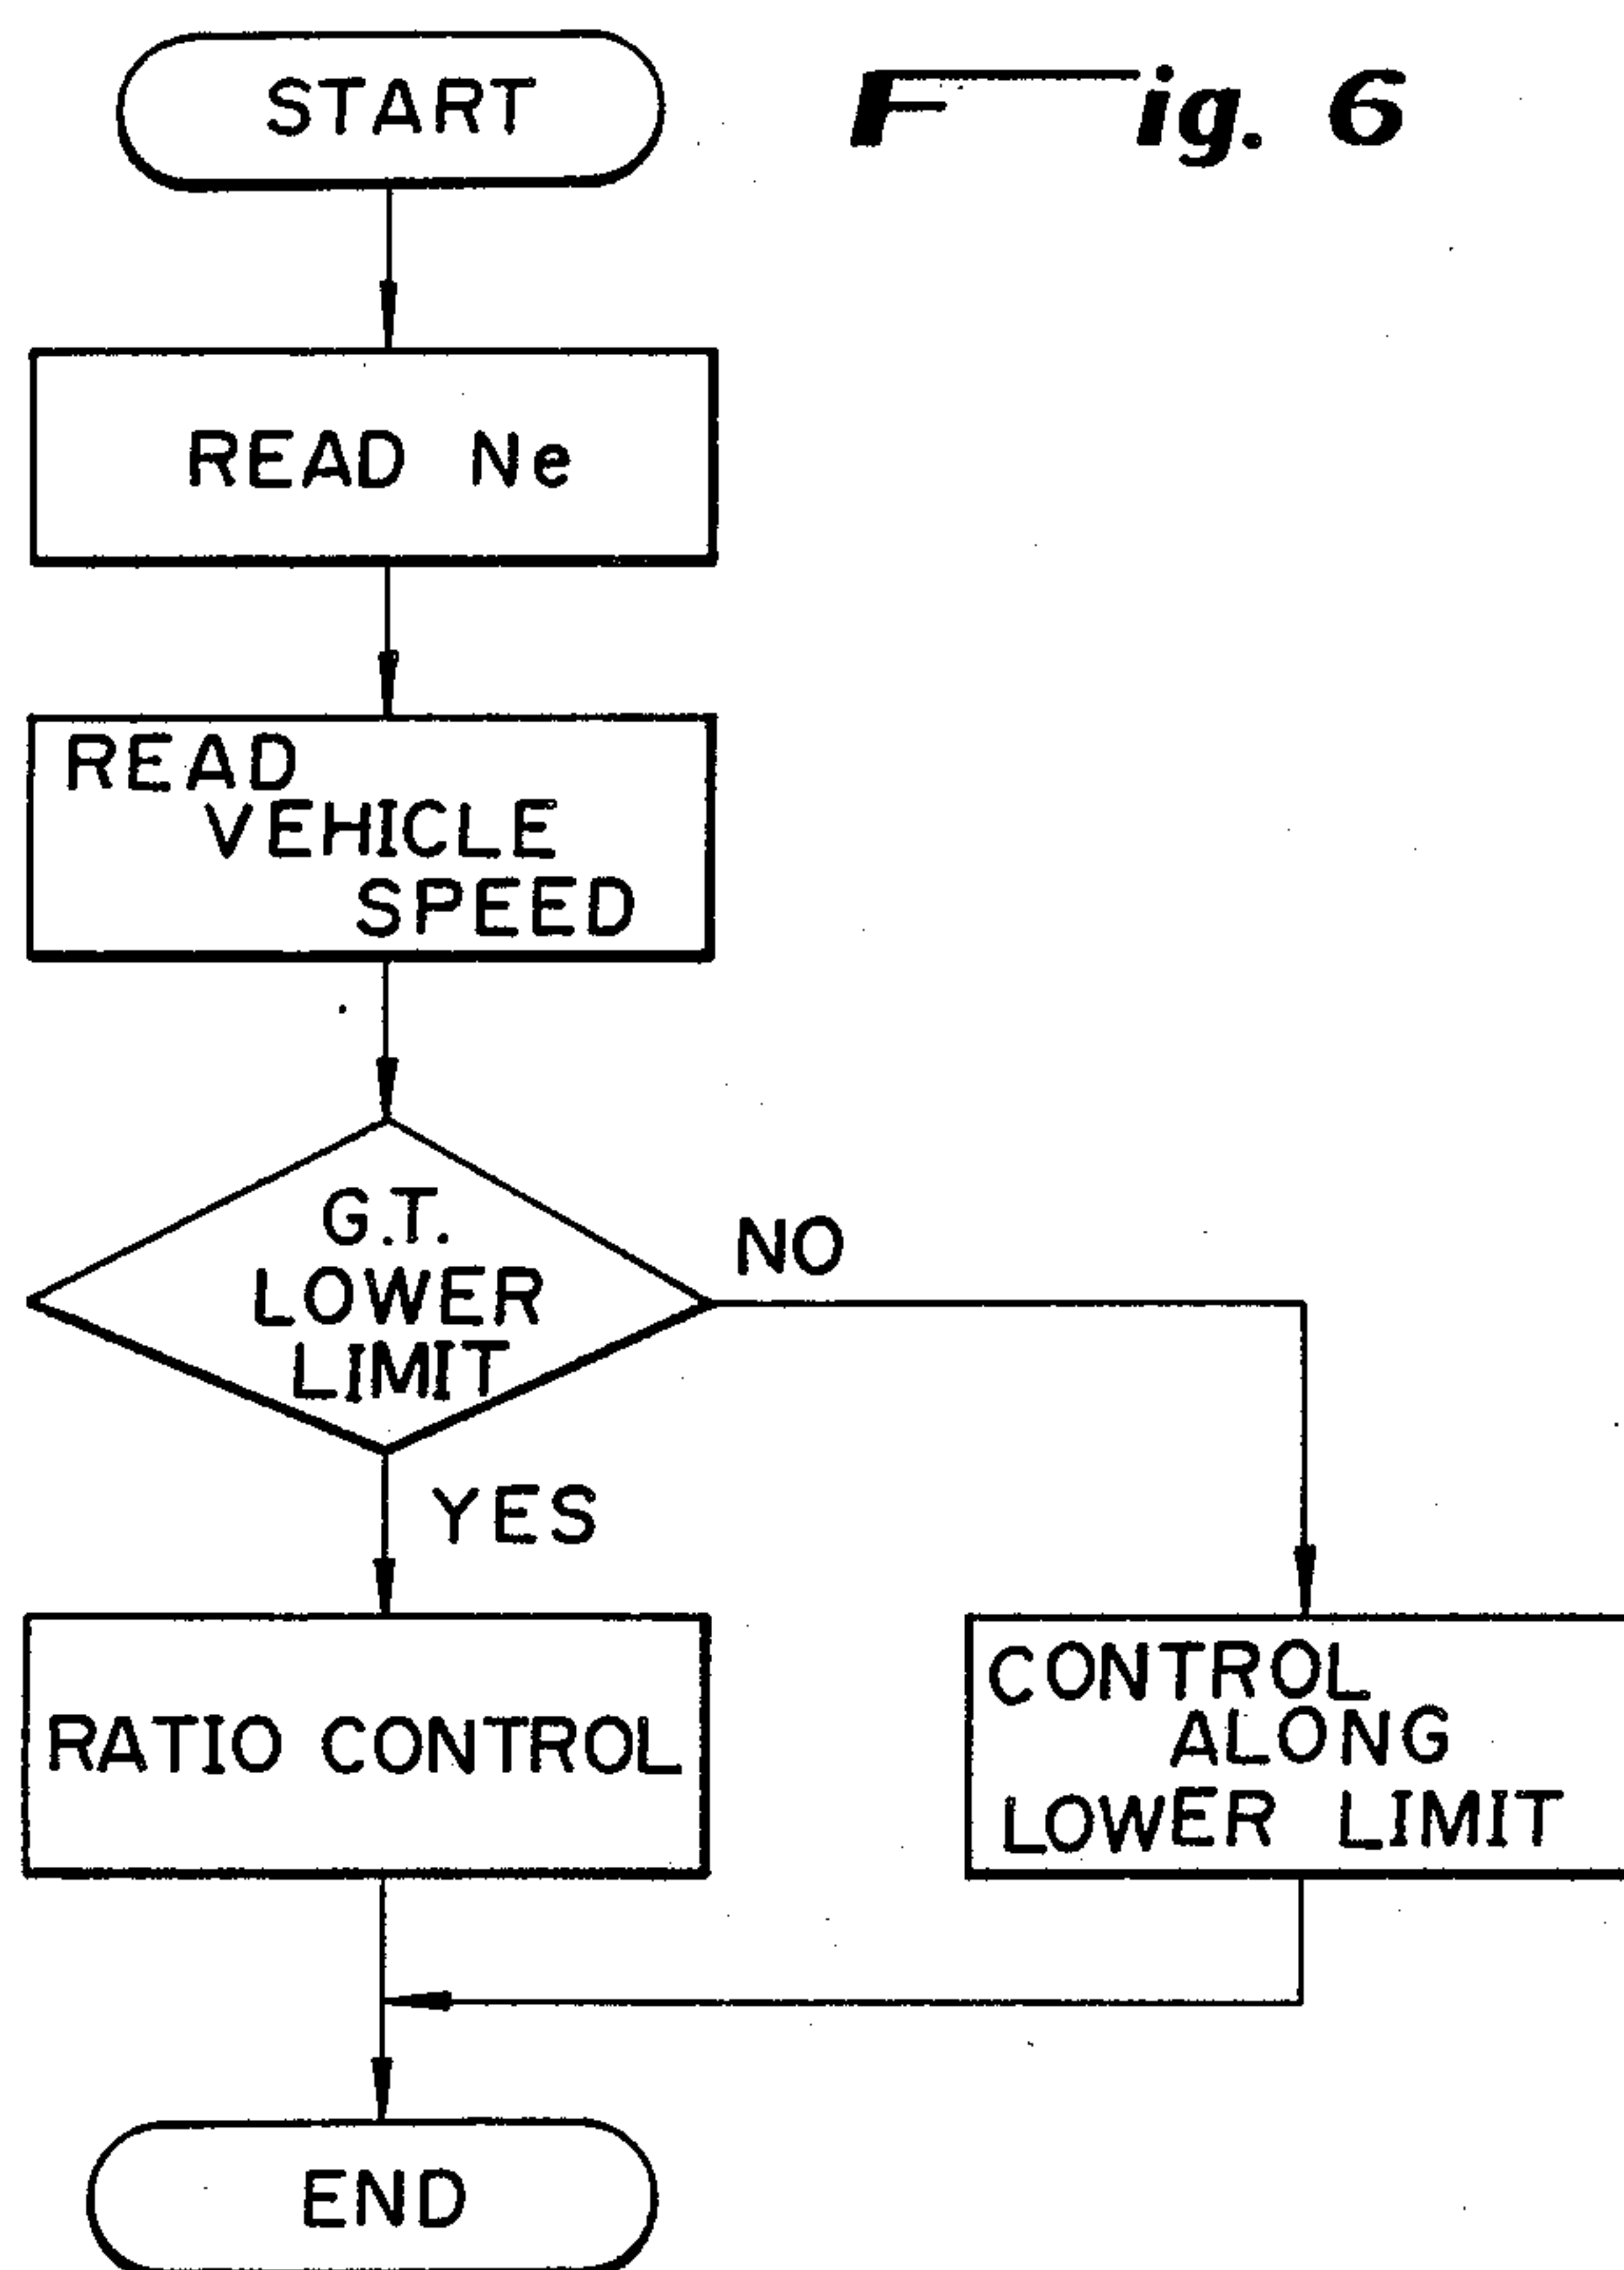 START
Fig. 6
READ Ne
READ
VEHICLE
SPEED
G.T.
LOWER
LIMIT
NO
YES
RATIO CONTROL
CONTROL
ALONG
LOWER LIMIT
END